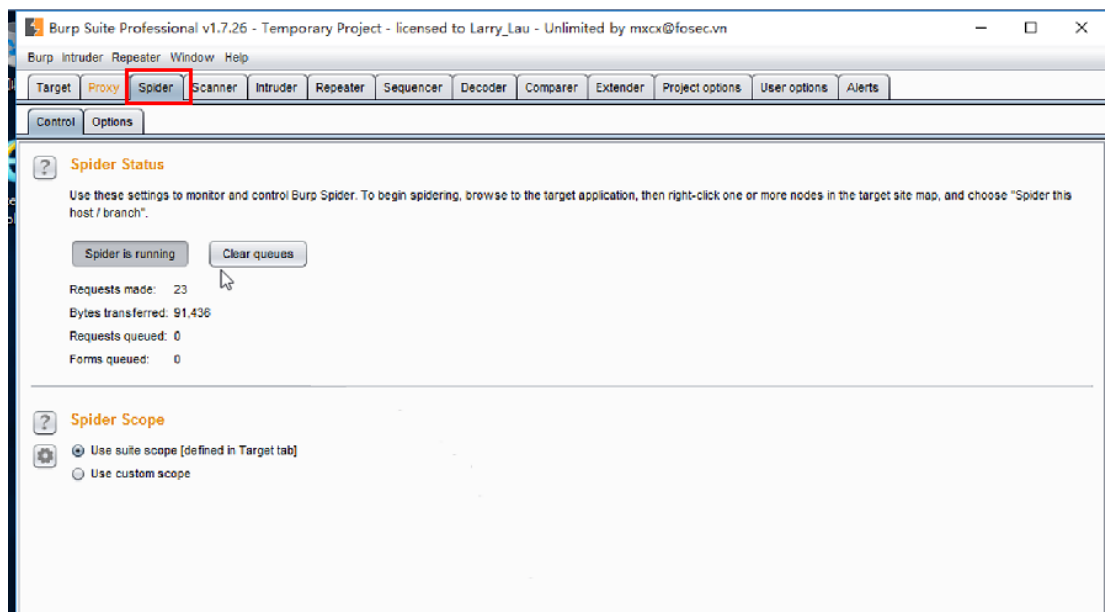 Burp Suite Professional v1.7.26 - Temporary Project - licensed to Larry_Lau - Unlimited by mxcx@fosec.vn
Burp Intruder Repeater Window Help
Target Proxy Spider Scanner Intruder Repeater Sequencer Decoder Comparer Extender Project options User options Alerts
Control Options
? Spider Status
Use these settings to monitor and control Burp Spider. To begin spidering, browse to the target application, then right-click one or more nodes in the target site map, and choose "Spider this
host / branch".
Spider is running Clear queues
Requests made: 23
Bytes transferred: 91,436
Requests queued: 0
Forms queued: 0
? Spider Scope
Use suite scope [defined in Target tab]
Use custom scope